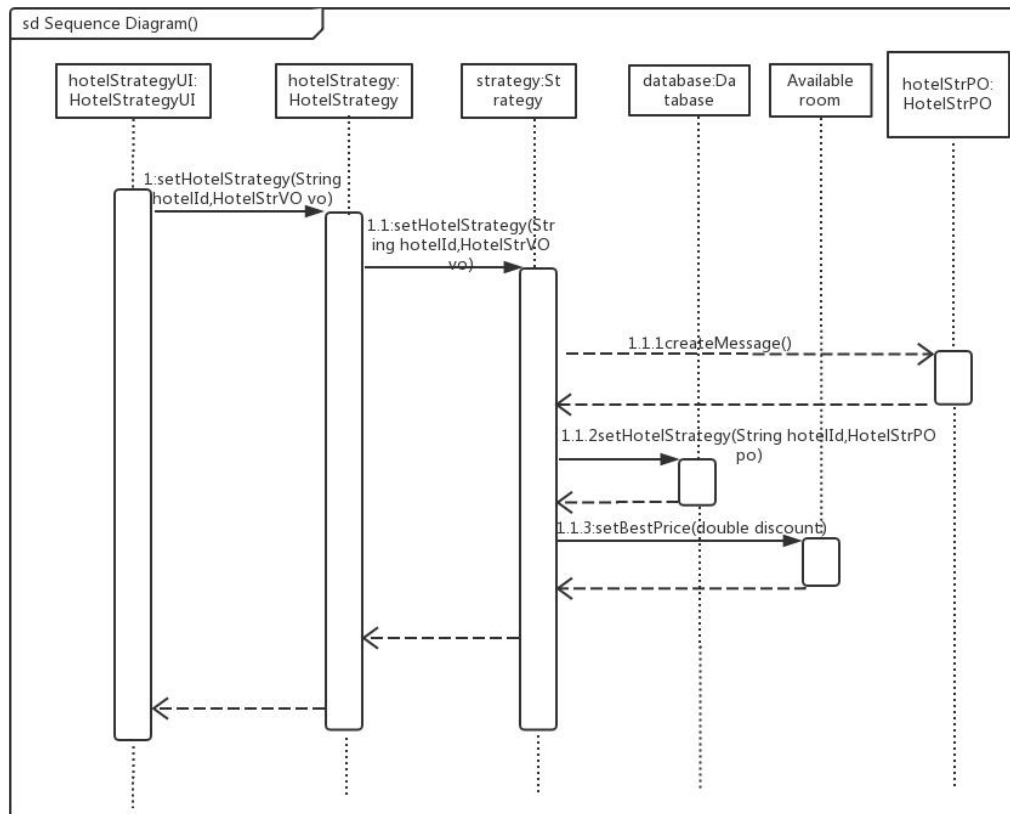 sd Sequence Diagram()
hotelStrategyUI:
HotelStrategyUI
hotelStrategy:
HotelStrategy
strategy:St
rategy
database:Da
tabase
Available
room
hotelStrPO:
HotelStrPO
1:setHotelStrategy(String
hotelId,HotelStrVO vo)
1.1:setHotelStrategy(Str
ing hotelId,HotelStrVO
vo)
1.1.1createMessage()
1.1.2setHotelStrategy(String hotelId,HotelStrPO
po)
1.1.3:setBestPrice(double discount)